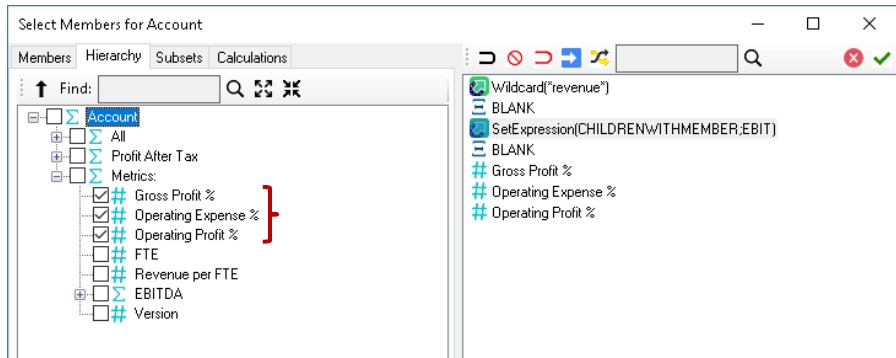 Select Members for Account
Members Hierarchy Subsets Calculations
Find:
Account
All
Profit After Tax
Metrics:
Gross Profit %
Operating Expense %
Operating Profit %
FTE
Revenue per FTE
EBITDA
Version
Wildcard(*revenue*)
BLANK
SetExpression(CHILDRENWITHMEMBER;EBIT)
BLANK
Gross Profit %
Operating Expense %
Operating Profit %